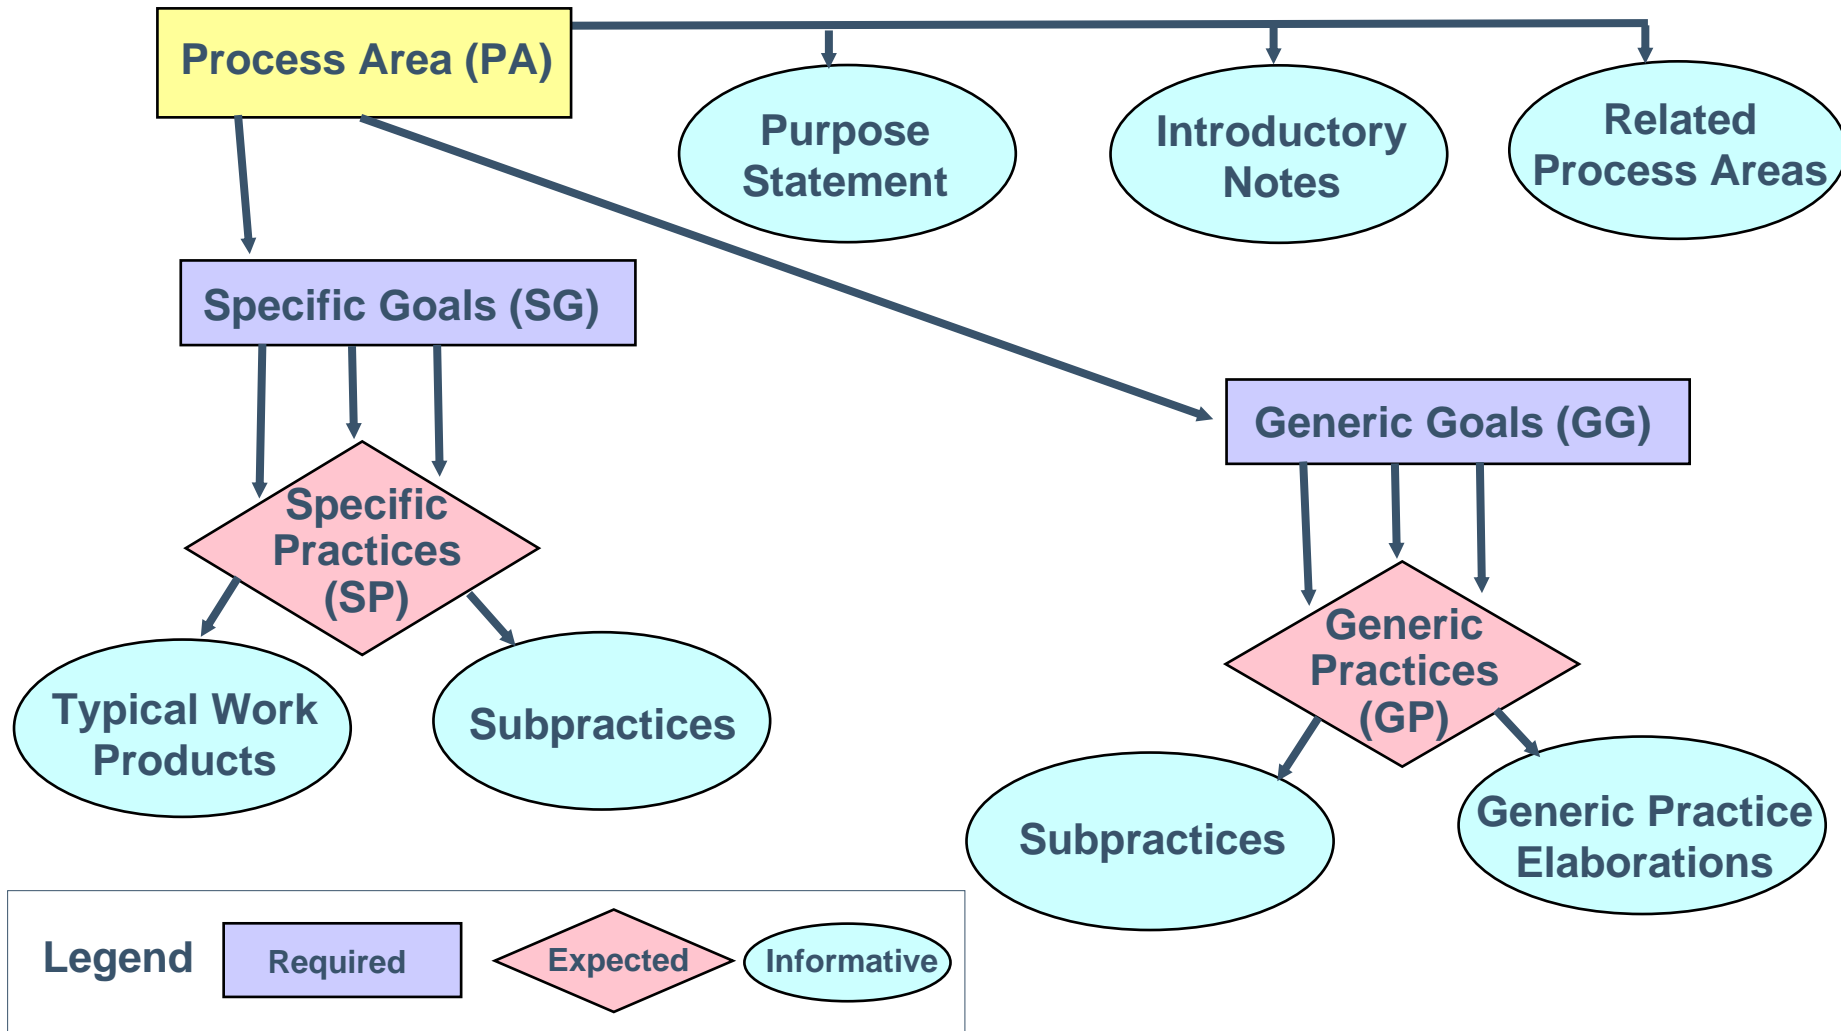 Process Area (PA)
Purpose
Statement
Introductory
Notes
Related
Process Areas
Specific Goals (SG)
Generic Goals (GG)
Specific
Practices
(SP)
Generic
Practices
(GP)
Typical Work
Products
Subpractices
Subpractices
Generic Practice
Elaborations
Legend
Required
Expected
Informative